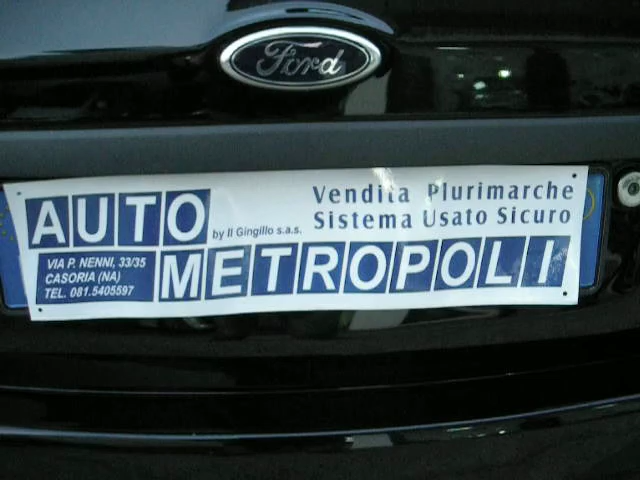 Ford
AUTO
by Il Gingillo s.a.s.
Vendita Plurimarche
Sistema Usato Sicuro
VIA P. NENNI, 33/35
CASORIA (NA)
TEL. 081.5405597
METROPOLI